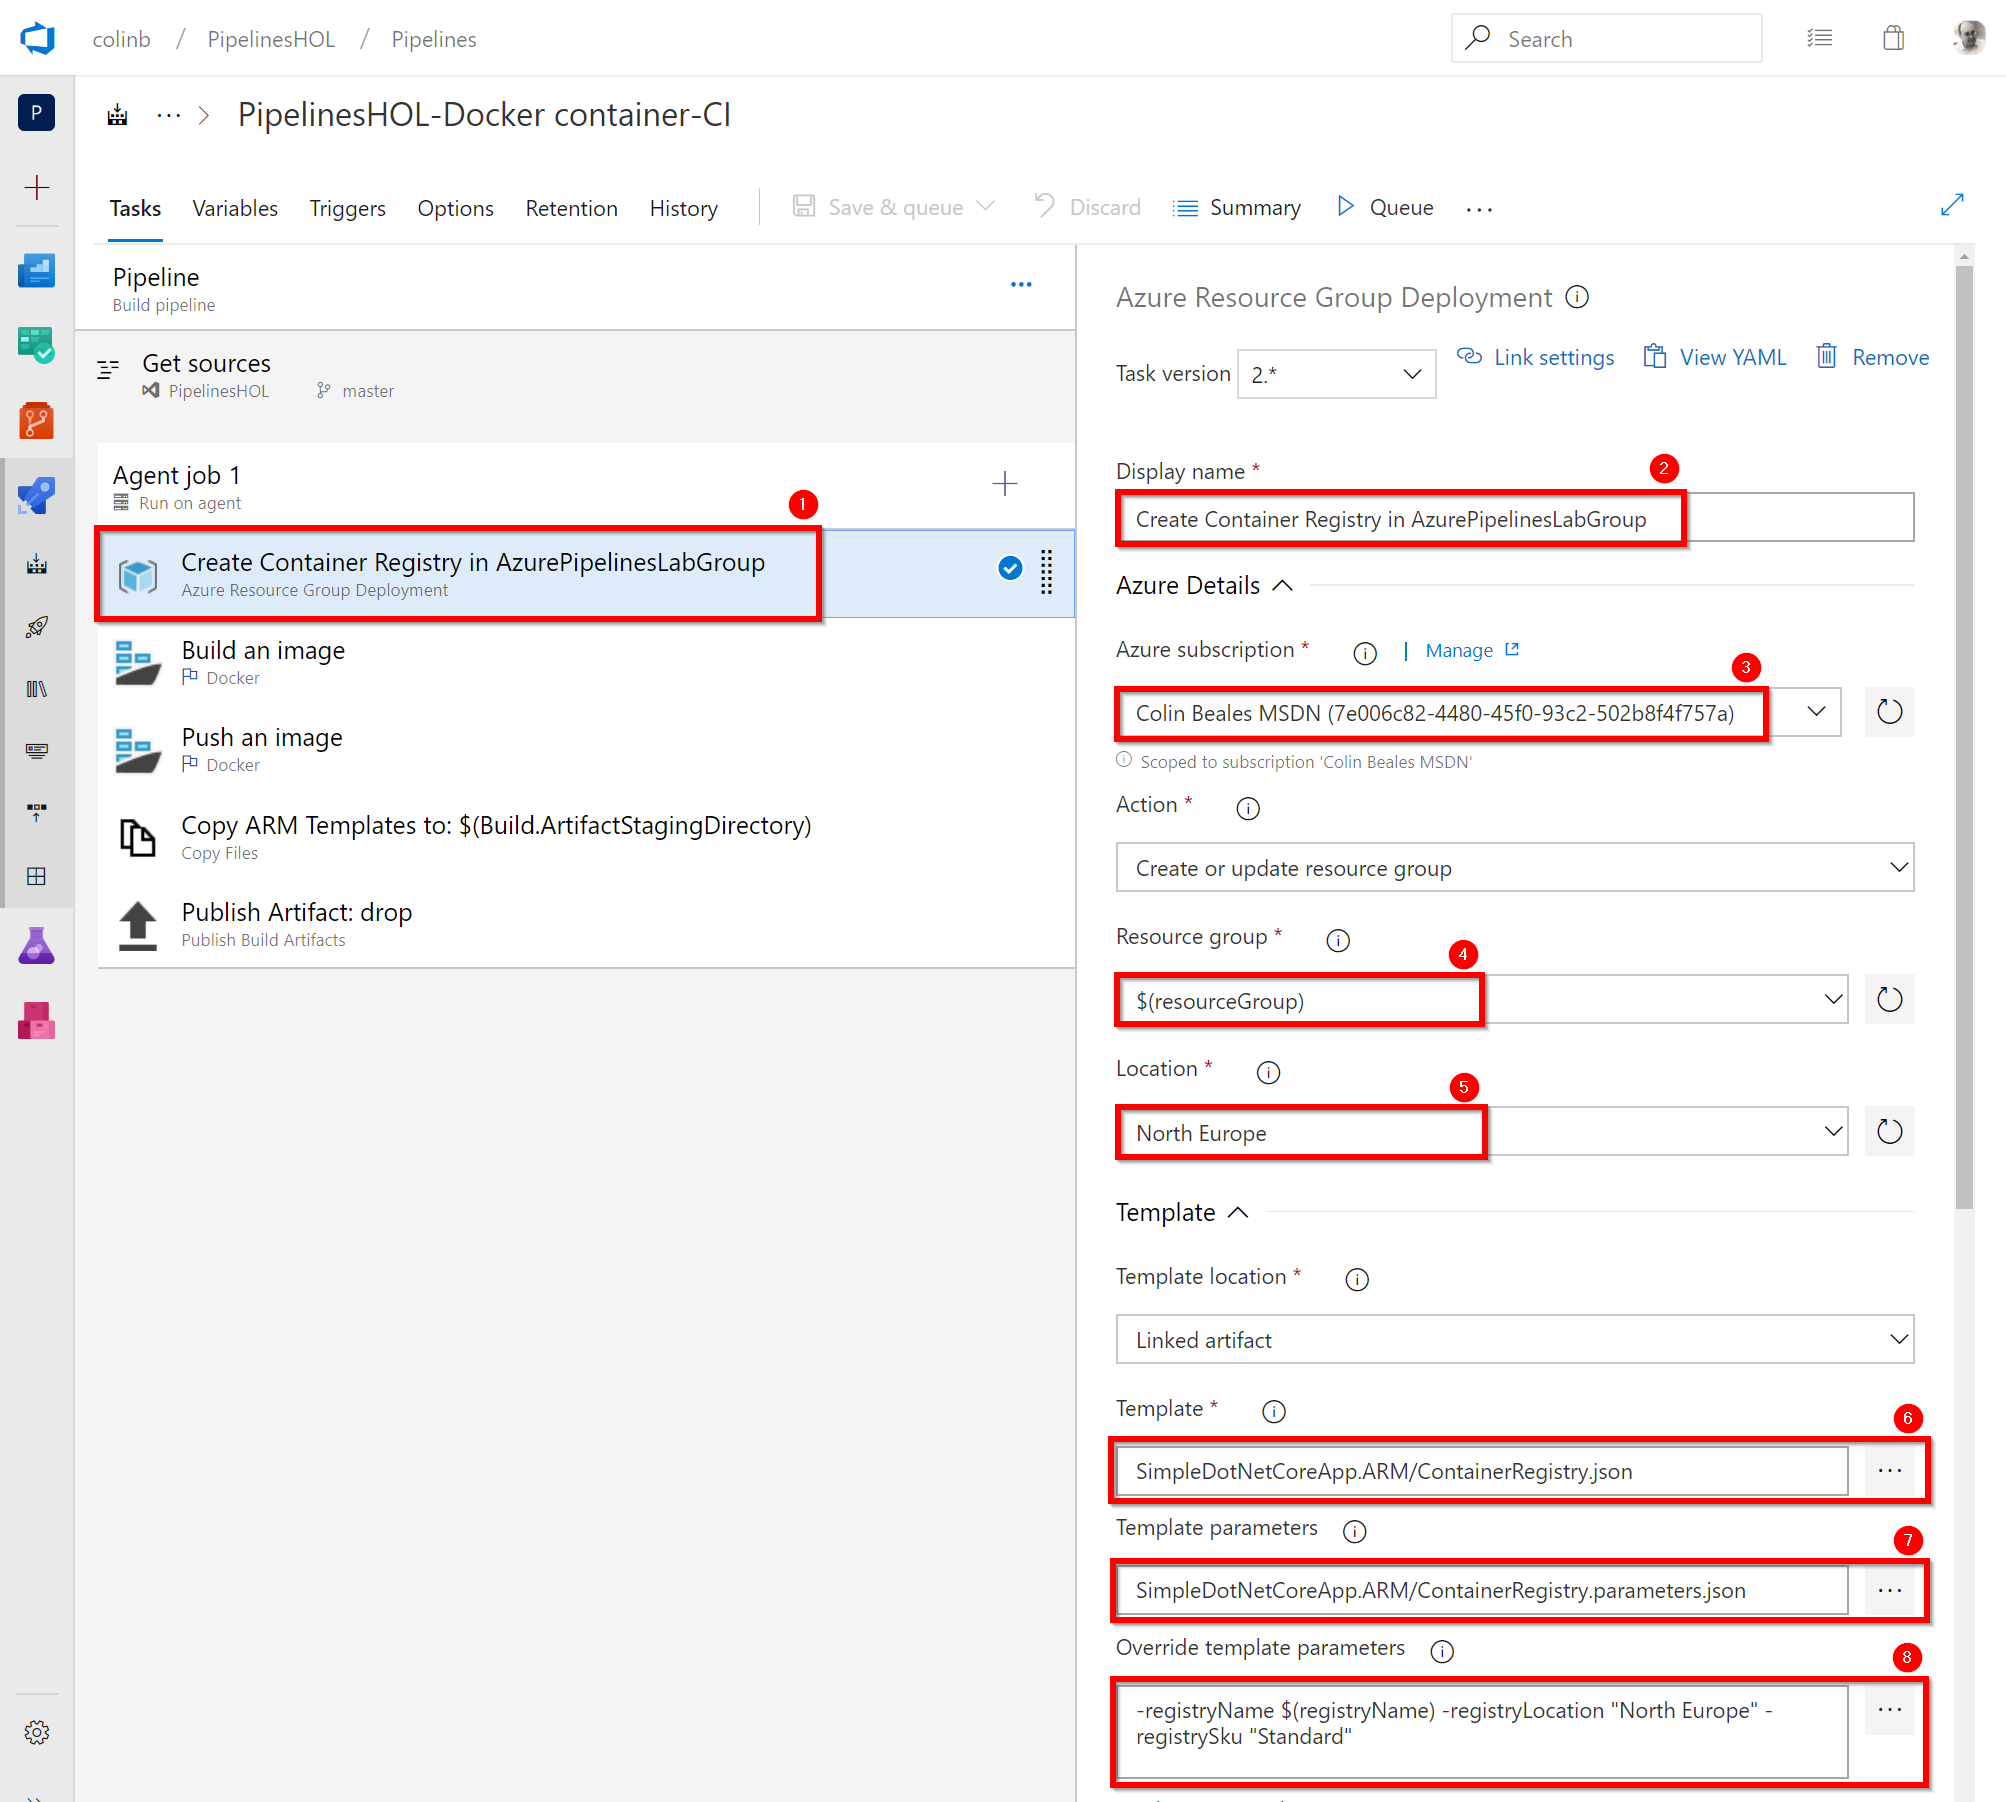 colinb / PipelinesHOL / Pipelines
Search
P
··· > PipelinesHOL-Docker container-CI
Tasks Variables Triggers Options Retention History Save & queue Discard Summary Queue ...
Pipeline
Build pipeline
Get sources
PipelinesHOL master
Agent job 1
Run on agent
1
Create Container Registry in AzurePipelinesLabGroup
Azure Resource Group Deployment
Build an image
Docker
Push an image
Docker
Copy ARM Templates to: $(Build.ArtifactStagingDirectory)
Copy Files
Publish Artifact: drop
Publish Build Artifacts
Azure Resource Group Deployment
Task version 2.* Link settings View YAML Remove
Display name *
2
Create Container Registry in AzurePipelinesLabGroup
Azure Details
Azure subscription * | Manage
3
Colin Beales MSDN (7e006c82-4480-45f0-93c2-502b8f4f757a)
Scoped to subscription 'Colin Beales MSDN'
Action *
Create or update resource group
Resource group *
4
$(resourceGroup)
Location *
5
North Europe
Template
Template location *
Linked artifact
Template *
6
SimpleDotNetCoreApp.ARM/ContainerRegistry.json
Template parameters
7
SimpleDotNetCoreApp.ARM/ContainerRegistry.parameters.json
Override template parameters
8
-registryName $(registryName) -registryLocation "North Europe" -
registrySku "Standard"